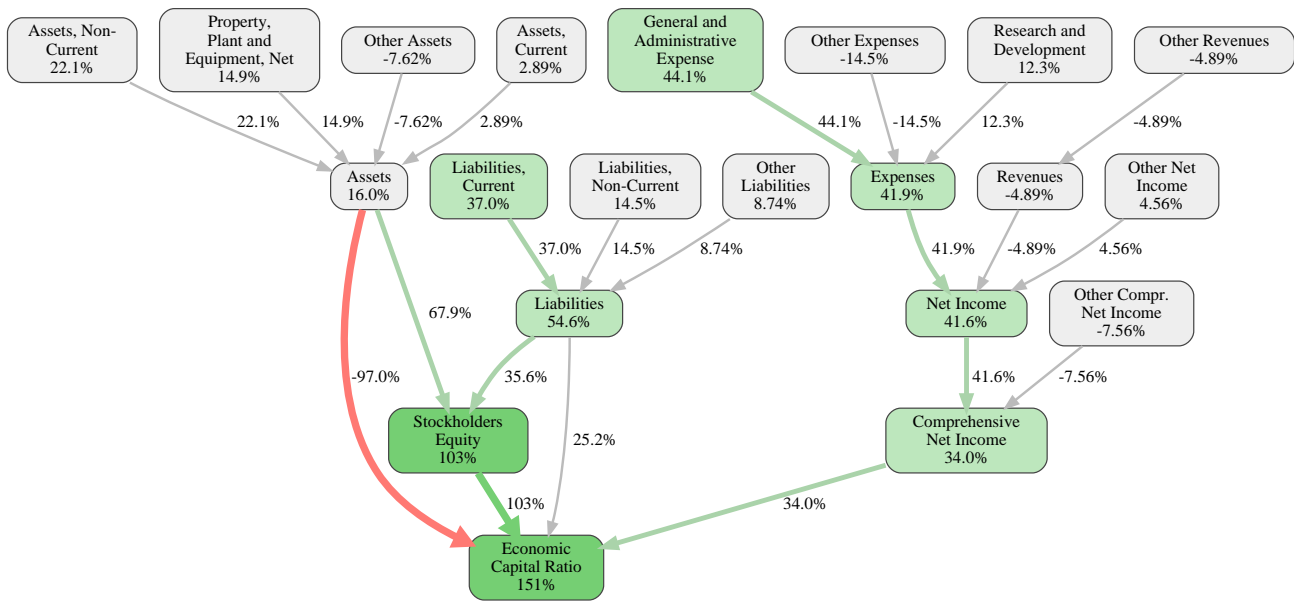 Assets, Non-
Current
22.1%
Property,
Plant and
Equipment, Net
14.9%
Other Assets
-7.62%
Assets,
Current
2.89%
General and
Administrative
Expense
44.1%
Other Expenses
-14.5%
Research and
Development
12.3%
Other Revenues
-4.89%
22.1%
14.9%
-7.62%
2.89%
44.1%
-14.5%
12.3%
-4.89%
Assets
16.0%
Liabilities,
Current
37.0%
Liabilities,
Non-Current
14.5%
Other
Liabilities
8.74%
Expenses
41.9%
Revenues
-4.89%
Other Net
Income
4.56%
37.0%
14.5%
8.74%
41.9%
-4.89%
4.56%
67.9%
Liabilities
54.6%
Net Income
41.6%
Other Compr.
Net Income
-7.56%
-97.0%
35.6%
41.6%
-7.56%
Stockholders
Equity
103%
25.2%
Comprehensive
Net Income
34.0%
103%
34.0%
Economic
Capital Ratio
151%